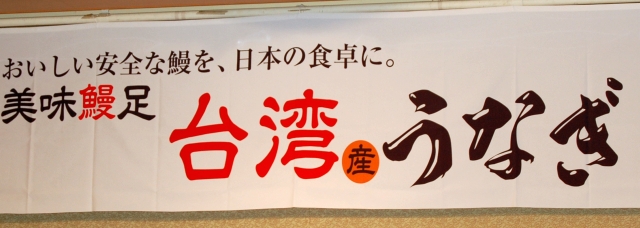 おいしい安全な鰻を、日本の食卓に。
美味鰻足
台湾産うなぎ